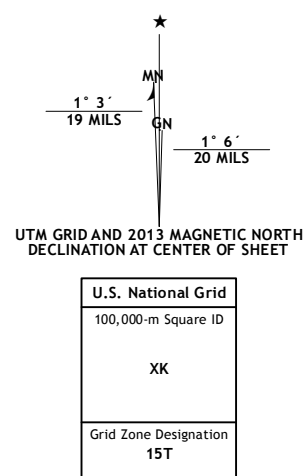 MN
1° 3´
19 MILS
GN
1° 6´
20 MILS
UTM GRID AND 2013 MAGNETIC NORTH
DECLINATION AT CENTER OF SHEET
U.S. National Grid
100,000-m Square ID
XK
Grid Zone Designation
15T